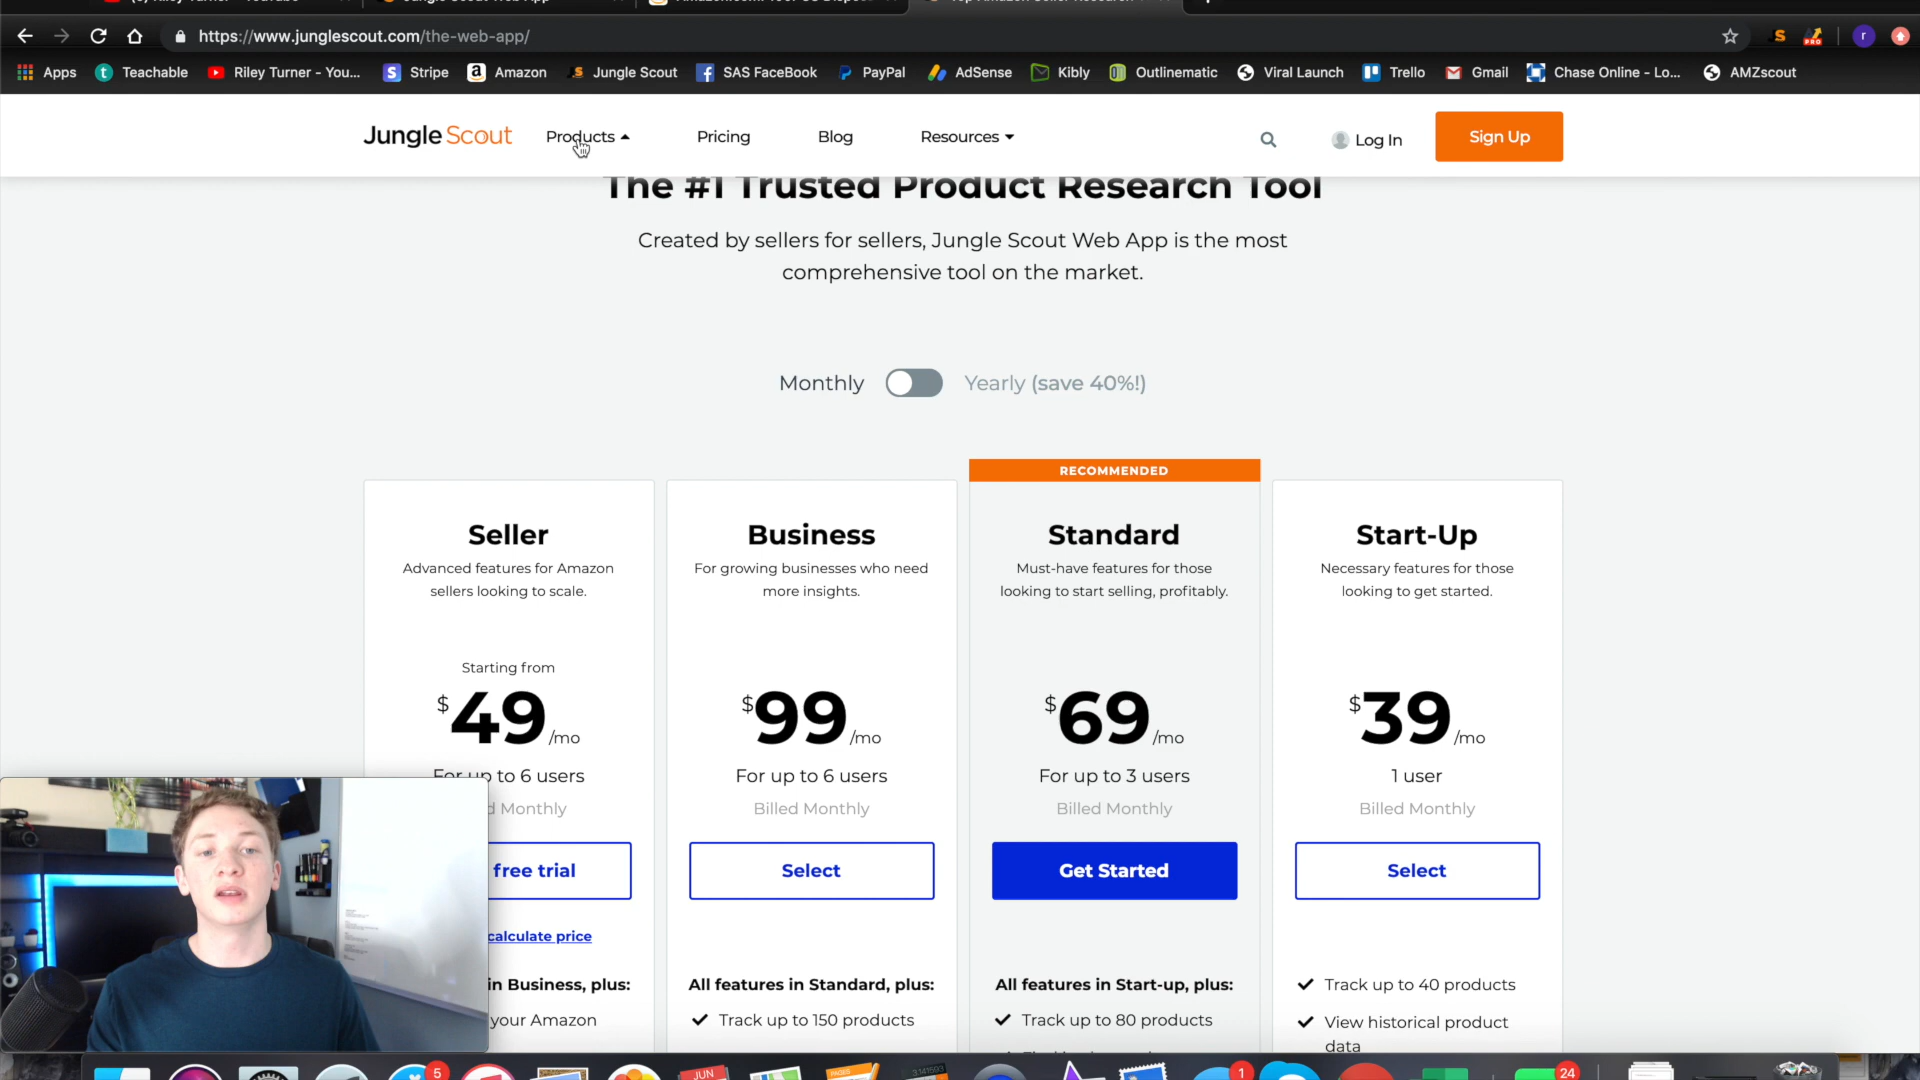 https://www.junglescout.com/the-web-app/
Apps Teachable Riley Turner - You... Stripe Amazon Jungle Scout SAS FaceBook PayPal AdSense Kibly Outlinematic Viral Launch Trello Gmail Chase Online - Lo... AMZscout
Jungle Scout Products Pricing Blog Resources Log In Sign Up
The #1 Trusted Product Research Tool
Created by sellers for sellers, Jungle Scout Web App is the most
comprehensive tool on the market.
Monthly Yearly (save 40%!)
RECOMMENDED
Seller
Advanced features for Amazon
sellers looking to scale.
Starting from
$49/mo
For up to 6 users
d Monthly
free trial
calculate price
in Business, plus:
your Amazon
Business
For growing businesses who need
more insights.
$99/mo
For up to 6 users
Billed Monthly
Select
All features in Standard, plus:
Track up to 150 products
Standard
Must-have features for those
looking to start selling, profitably.
$69/mo
For up to 3 users
Billed Monthly
Get Started
All features in Start-up, plus:
Track up to 80 products
Start-Up
Necessary features for those
looking to get started.
$39/mo
1 user
Billed Monthly
Select
Track up to 40 products
View historical product
data
5
JUN
PAGES
1
24